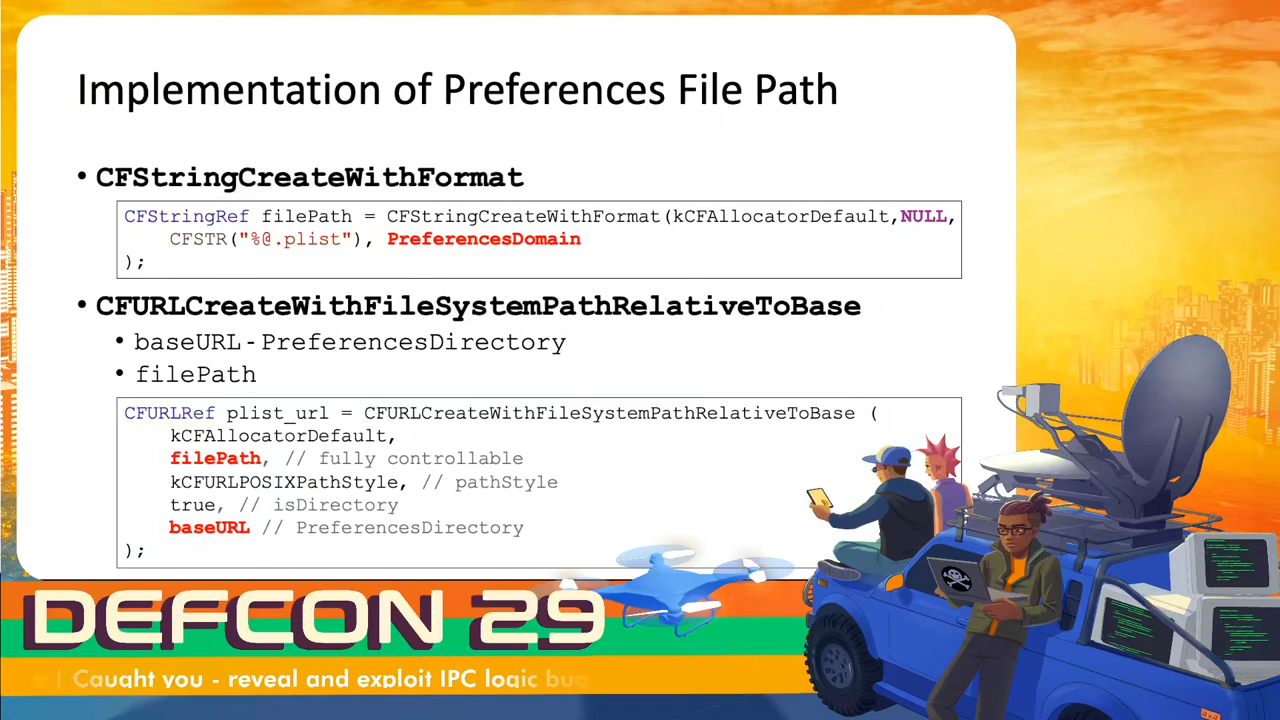 Implementation of Preferences File Path
• CFStringCreateWithFormat
CFStringRef filePath = CFStringCreateWithFormat(kCFAllocatorDefault,NULL,
CFSTR("%@.plist"), PreferencesDomain
);
• CFURLCreateWithFileSystemPathRelativeToBase
• baseURL - PreferencesDirectory
• filePath
CFURLRef plist_url = CFURLCreateWithFileSystemPathRelativeToBase (
kCFAllocatorDefault,
filePath, // fully controllable
kCFURLPOSIXPathStyle, // pathStyle
true, // isDirectory
baseURL // PreferencesDirectory
);
DEFCON 29
| Caught you - reveal and exploit IPC logic bug